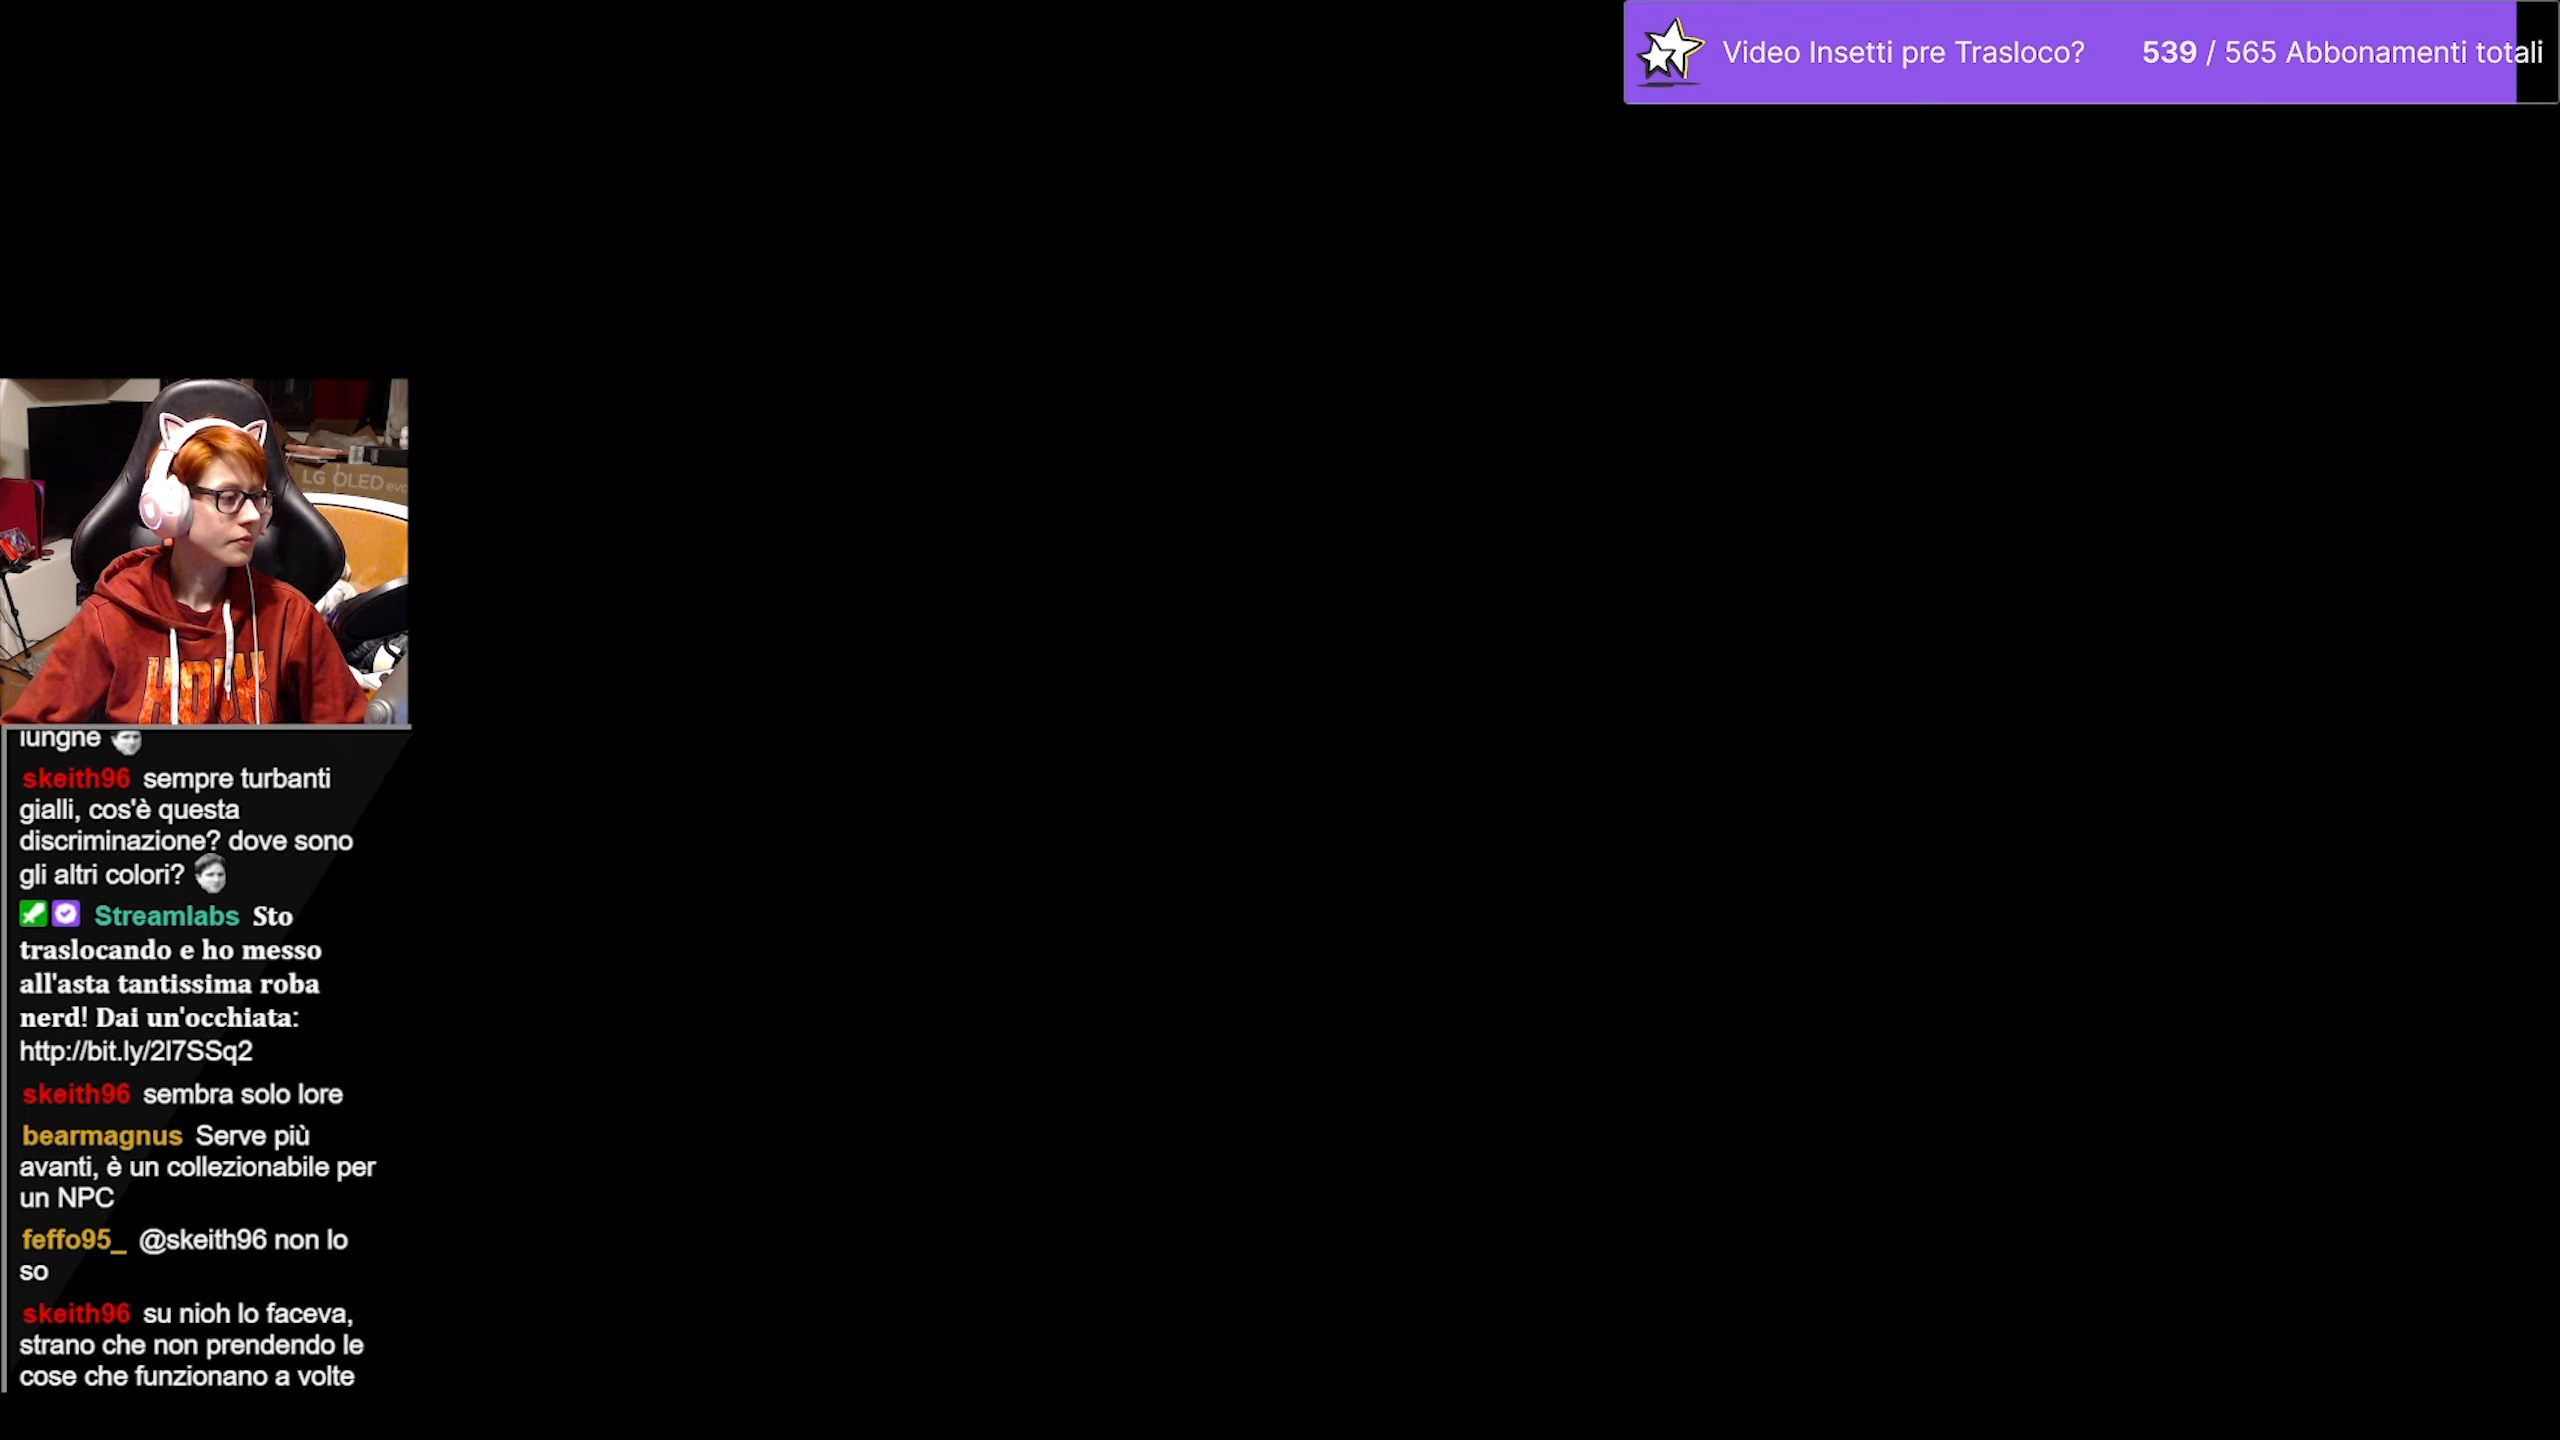 Video Insetti pre Trasloco? 539 / 565 Abbonamenti totali
LG OLED evo
lunghe
skeith96 sempre turbanti
gialli, cos'è questa
discriminazione? dove sono
gli altri colori?
Streamlabs Sto
traslocando e ho messo
all'asta tantissima roba
nerd! Dai un'occhiata:
http://bit.ly/2l7SSq2
skeith96 sembra solo lore
bearmagnus Serve più
avanti, è un collezionabile per
un NPC
feffo95_ @skeith96 non lo
so
skeith96 su nioh lo faceva,
strano che non prendendo le
cose che funzionano a volte